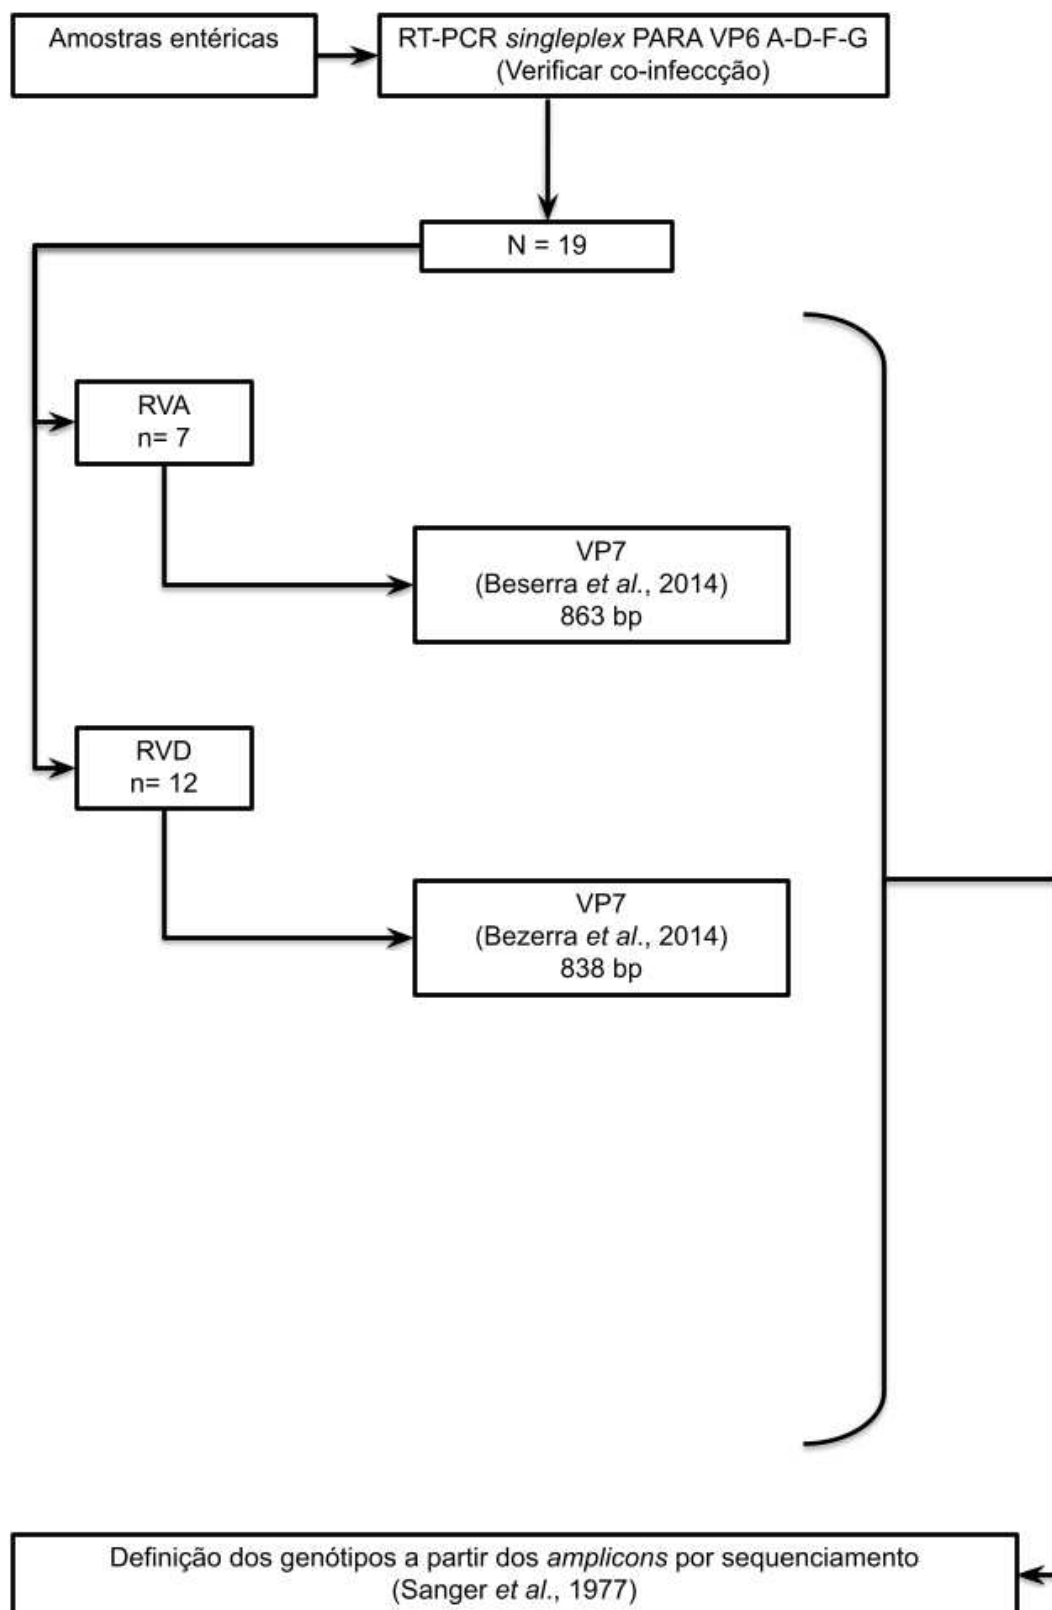 Amostras entéricas
RT-PCR singleplex PARA VP6 A-D-F-G
(Verificar co-infeccção)
N = 19
RVA
n= 7
VP7
(Beserra et al., 2014)
863 bp
RVD
n= 12
VP7
(Bezerra et al., 2014)
838 bp
Definição dos genótipos a partir dos amplicons por sequenciamento
(Sanger et al., 1977)